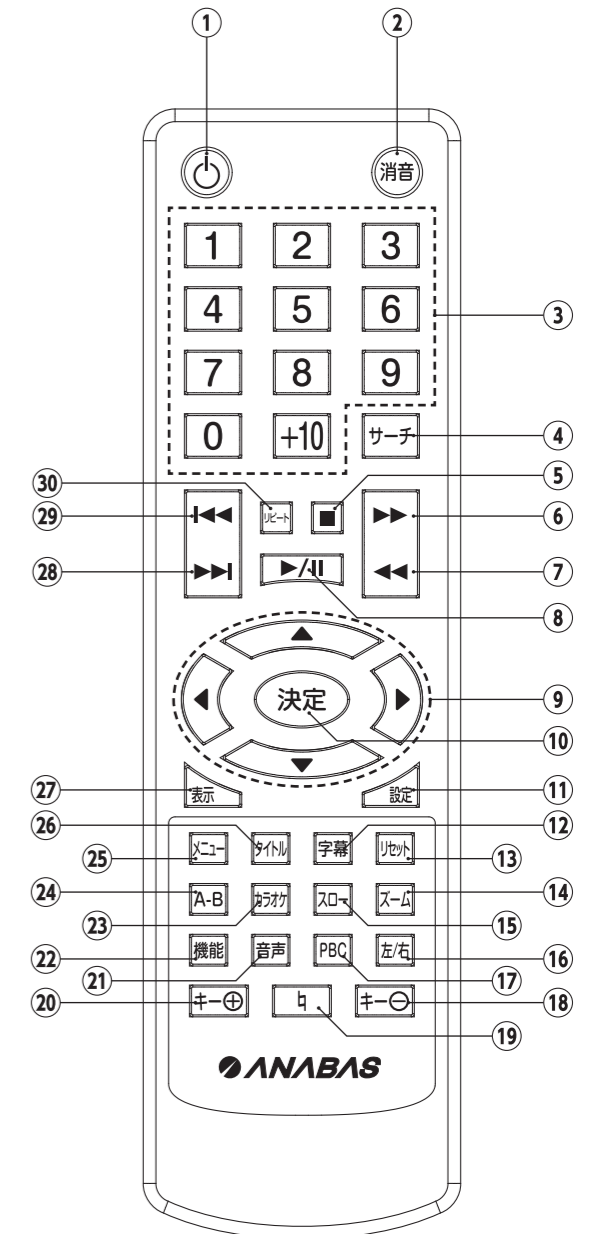 ① ②
消音
1 2 3
4 5 6 ③
7 8 9
0 +10 サーチ ④
㉚ リピート ■ ⑤
㉙ I◀◀ ▶▶ ⑥
㉘ ▶▶I ▶/II ◀◀ ⑦
⑧
▲
◀ 決定 ▶ ⑨
⑩
▼
㉗ 表示 設定 ⑪
㉖ ⑫
㉕ メニュー タイトル 字幕 リセット ⑬
㉔ A-B カラオケ スロー ズーム ⑭
㉓ ⑮
㉒ 機能 音声 PBC 左/右 ⑯
㉑ ⑰
⑳ キー⊕ ♮ キー⊖ ⑱
⑲
ANABAS